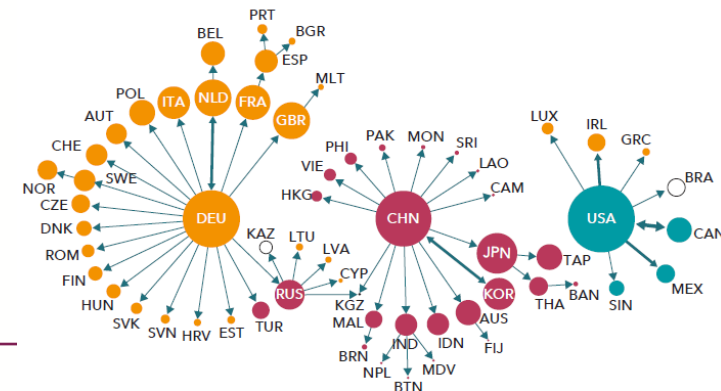 PRT
BGR
BEL
ESP
MLT
POL
ITA
NLD
FRA
GBR
AUT
CHE
NOR
SWE
CZE
DEU
DNK
ROM
FIN
HUN
SVK
SVN
HRV
EST
TUR
KAZ
LTU
LVA
CYP
RUS
KGZ
PAK
MON
SRI
PHI
VIE
LAO
HKG
CAM
CHN
JPN
TAP
KOR
THA
BAN
MAL
AUS
BRN
IND
IDN
FIJ
NPL
MDV
BTN
LUX
IRL
GRC
BRA
USA
CAN
MEX
SIN